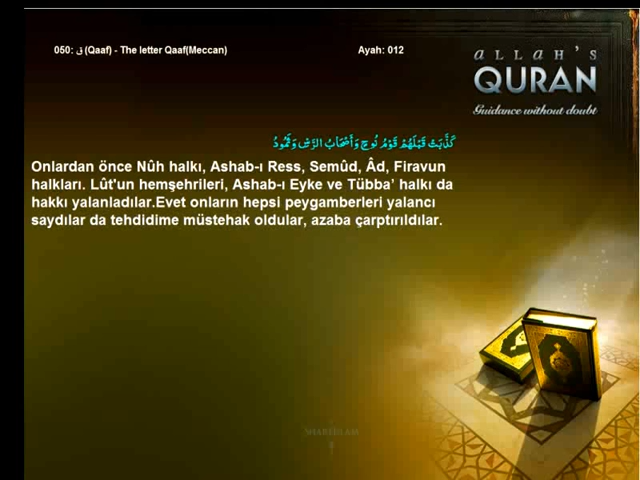 050: ق (Qaaf) - The letter Qaaf(Meccan) Ayah: 012
ALLAH'S
QURAN
Guidance without doubt
كَذَّبَتْ قَبْلَهُمْ قَوْمُ نُوحٍ وَأَصْحَابُ الرَّسِّ وَثَمُودُ
Onlardan önce Nûh halkı, Ashab-ı Ress, Semûd, Âd, Firavun
halkları. Lût'un hemşehrileri, Ashab-ı Eyke ve Tübba’ halkı da
hakkı yalanladılar.Evet onların hepsi peygamberleri yalancı
saydılar da tehdidime müstehak oldular, azaba çarptırıldılar.
SHAREISLAM